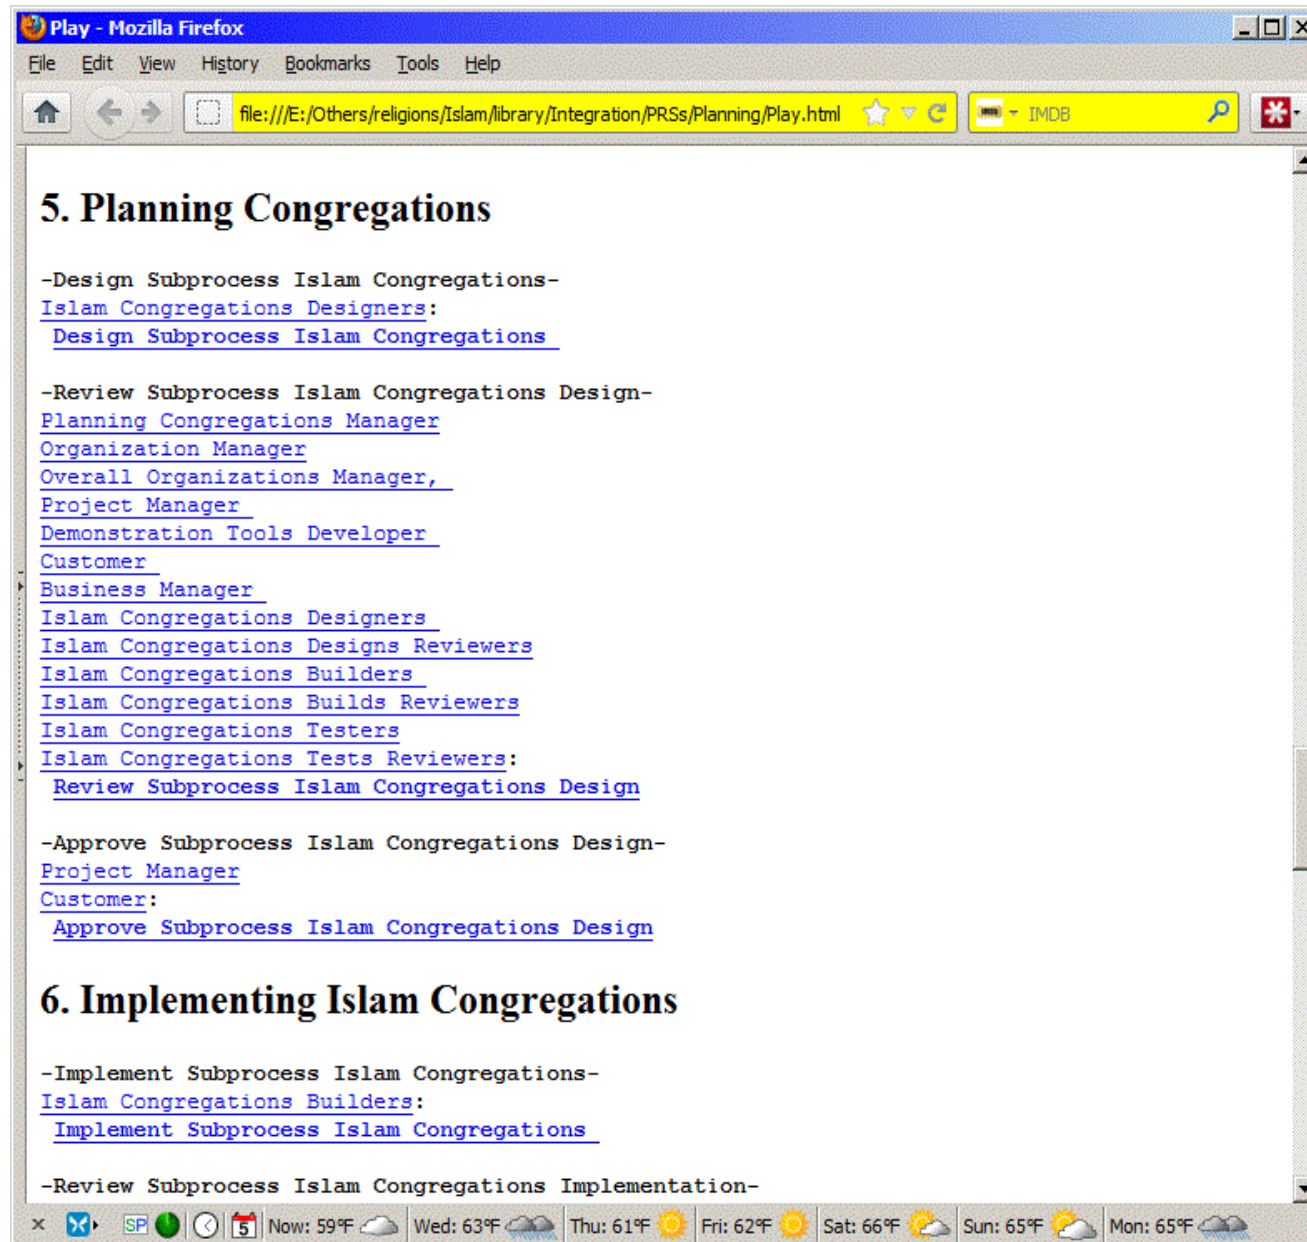 Play - Mozilla Firefox
File Edit View History Bookmarks Tools Help
file:///E:/Others/religions/Islam/library/Integration/PRSs/Planning/Play.html IMDB
5. Planning Congregations
-Design Subprocess Islam Congregations-
Islam Congregations Designers:
Design Subprocess Islam Congregations
-Review Subprocess Islam Congregations Design-
Planning Congregations Manager
Organization Manager
Overall Organizations Manager,
Project Manager
Demonstration Tools Developer
Customer
Business Manager
Islam Congregations Designers
Islam Congregations Designs Reviewers
Islam Congregations Builders
Islam Congregations Builds Reviewers
Islam Congregations Testers
Islam Congregations Tests Reviewers:
Review Subprocess Islam Congregations Design
-Approve Subprocess Islam Congregations Design-
Project Manager
Customer:
Approve Subprocess Islam Congregations Design
6. Implementing Islam Congregations
-Implement Subprocess Islam Congregations-
Islam Congregations Builders:
Implement Subprocess Islam Congregations
-Review Subprocess Islam Congregations Implementation-
SP 5 Now: 59°F Wed: 63°F Thu: 61°F Fri: 62°F Sat: 66°F Sun: 65°F Mon: 65°F